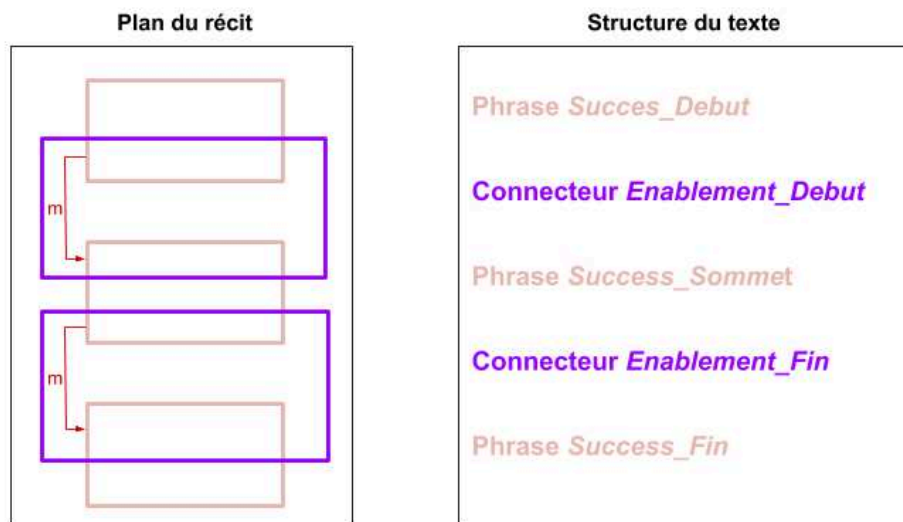 Plan du récit
Structure du texte
m
m
Phrase Succes_Debut
Connecteur Enablement_Debut
Phrase Success_Sommet
Connecteur Enablement_Fin
Phrase Success_Fin